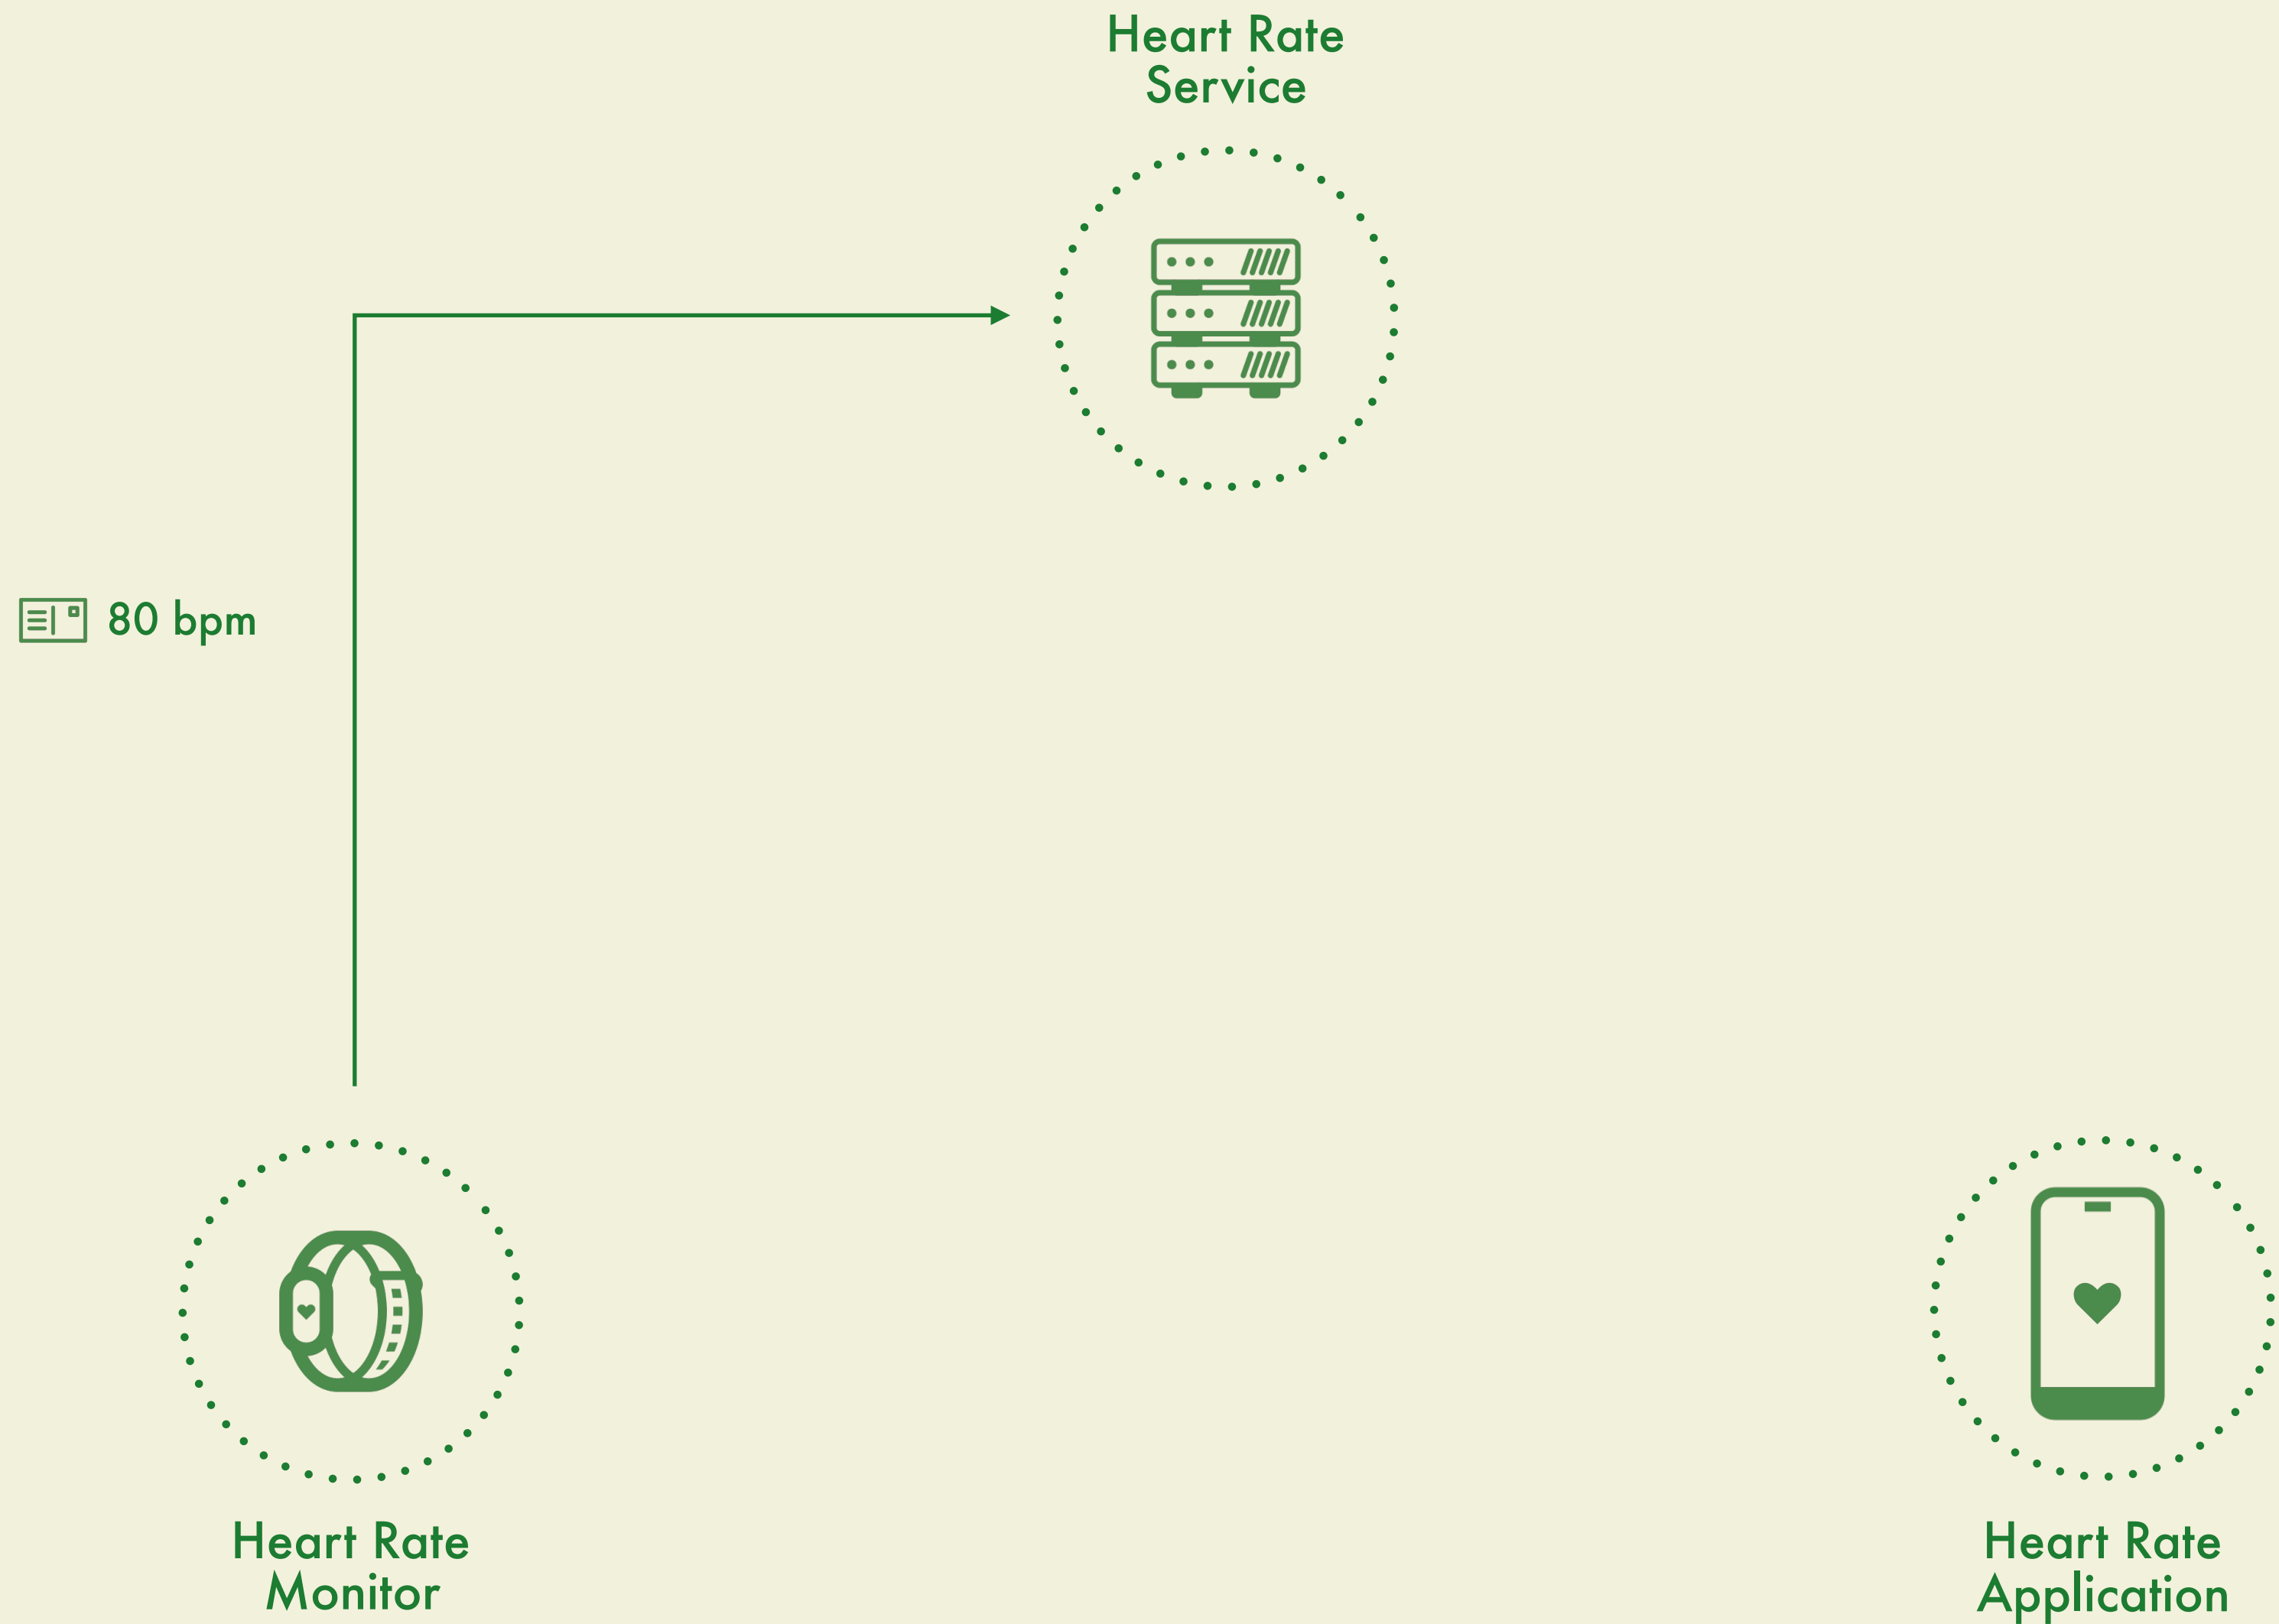 Heart Rate
Service
80 bpm
Heart Rate
Monitor
Heart Rate
Application